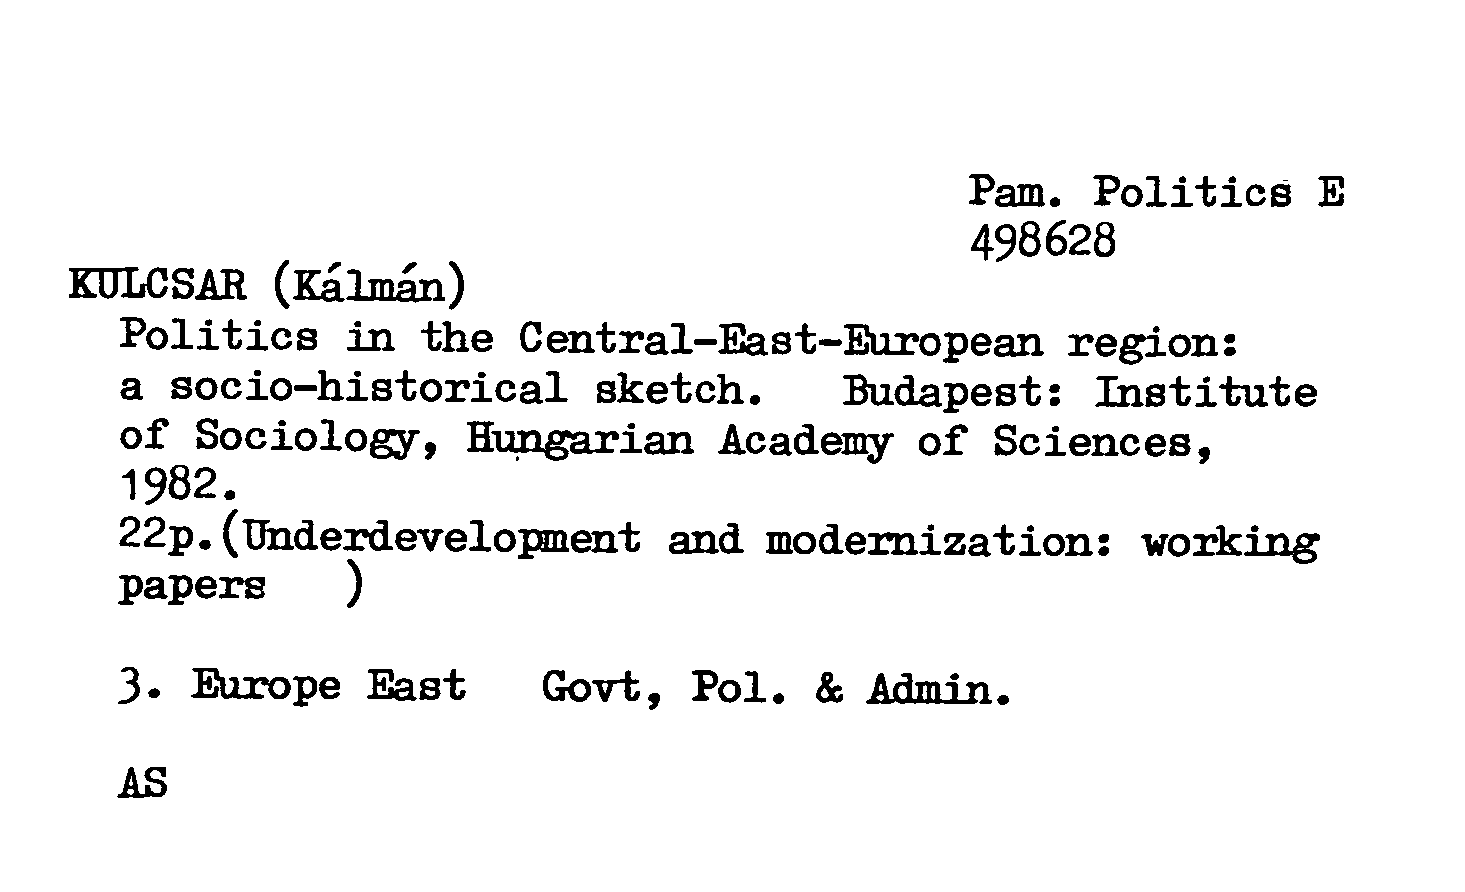 Pam. Politics E
498628
KULCSAR (Kálmán)
Politics in the Central-East-European region:
a socio-historical sketch. Budapest: Institute
of Sociology, Hungarian Academy of Sciences,
1982.
22p.(Underdevelopment and modernization: working
papers )
3. Europe East Govt, Pol. & Admin.
AS